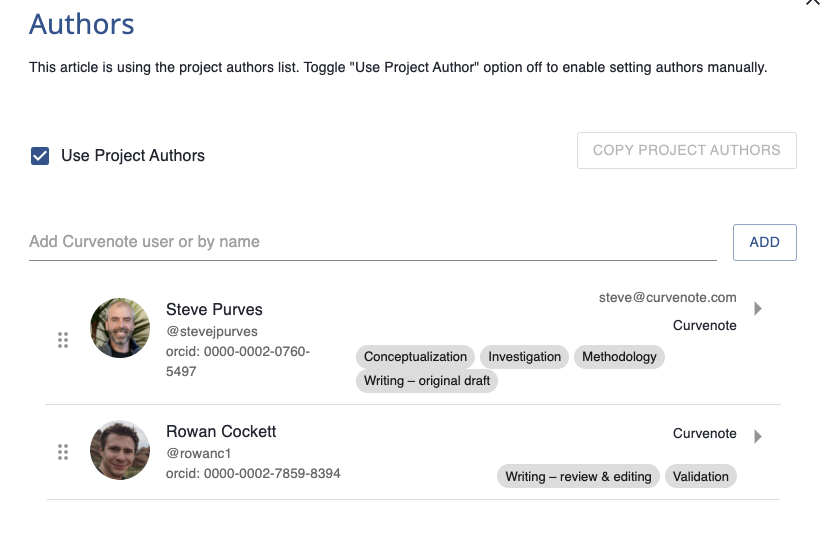 Authors
This article is using the project authors list. Toggle "Use Project Author" option off to enable setting authors manually.
Use Project Authors
COPY PROJECT AUTHORS
Add Curvenote user or by name
ADD
Steve Purves
@stevejpurves
orcid: 0000-0002-0760-
5497
steve@curvenote.com
Curvenote
Conceptualization Investigation Methodology
Writing – original draft
Rowan Cockett
@rowanc1
orcid: 0000-0002-7859-8394
Curvenote
Writing – review & editing Validation